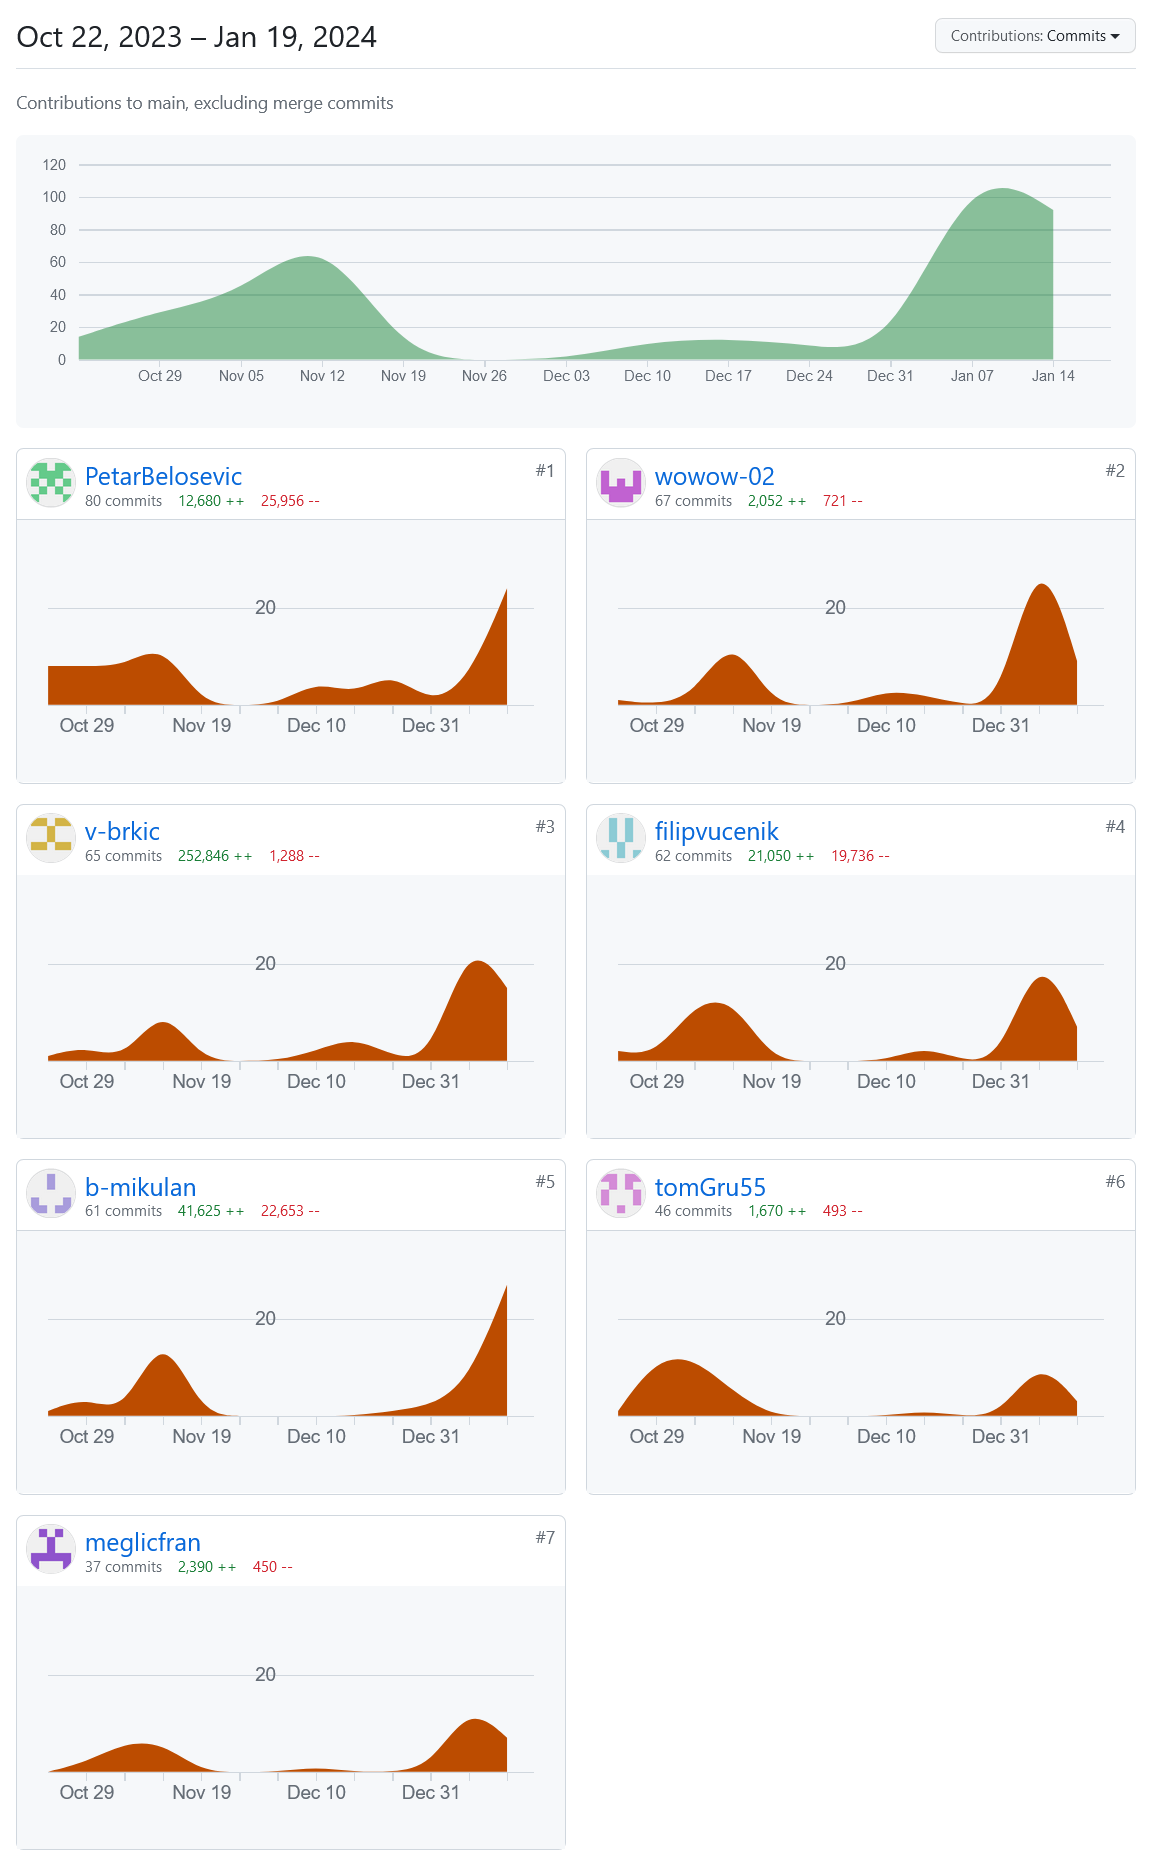 Oct 22, 2023 – Jan 19, 2024
Contributions: Commits
Contributions to main, excluding merge commits
120
100
80
60
40
20
0
Oct 29 Nov 05 Nov 12 Nov 19 Nov 26 Dec 03 Dec 10 Dec 17 Dec 24 Dec 31 Jan 07 Jan 14
PetarBelosevic #1
80 commits 12,680 ++ 25,956 --
20
Oct 29 Nov 19 Dec 10 Dec 31
wowow-02 #2
67 commits 2,052 ++ 721 --
20
Oct 29 Nov 19 Dec 10 Dec 31
v-brkic #3
65 commits 252,846 ++ 1,288 --
20
Oct 29 Nov 19 Dec 10 Dec 31
filipvucenik #4
62 commits 21,050 ++ 19,736 --
20
Oct 29 Nov 19 Dec 10 Dec 31
b-mikulan #5
61 commits 41,625 ++ 22,653 --
20
Oct 29 Nov 19 Dec 10 Dec 31
tomGru55 #6
46 commits 1,670 ++ 493 --
20
Oct 29 Nov 19 Dec 10 Dec 31
meglicfran #7
37 commits 2,390 ++ 450 --
20
Oct 29 Nov 19 Dec 10 Dec 31